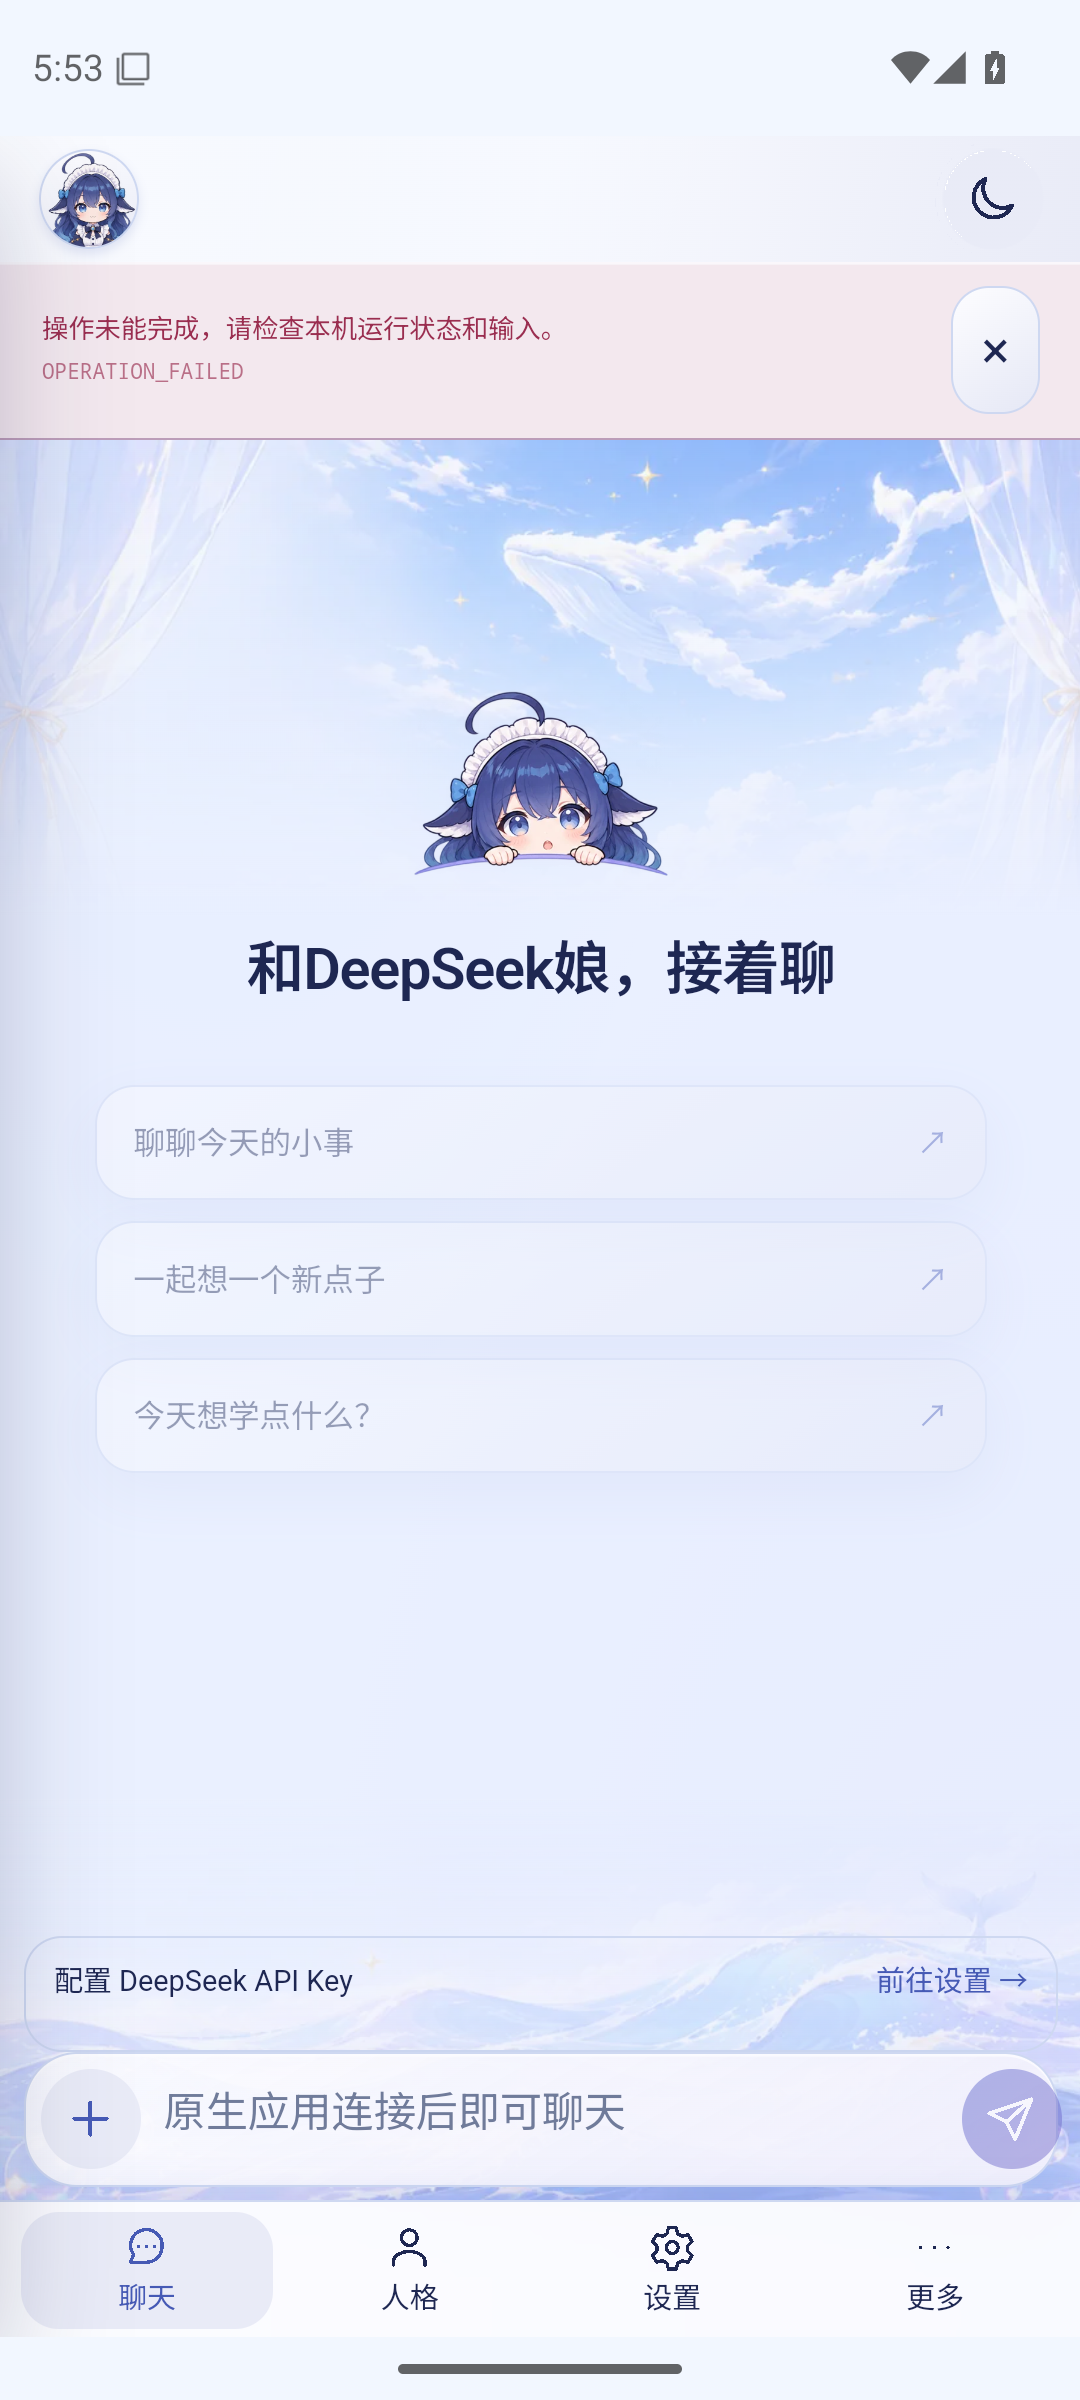 5:53
操作未能完成，请检查本机运行状态和输入。
OPERATION_FAILED
和DeepSeek娘，接着聊
聊聊今天的小事
一起想一个新点子
今天想学点什么？
配置 DeepSeek API Key
前往设置 →
原生应用连接后即可聊天
聊天
人格
设置
更多